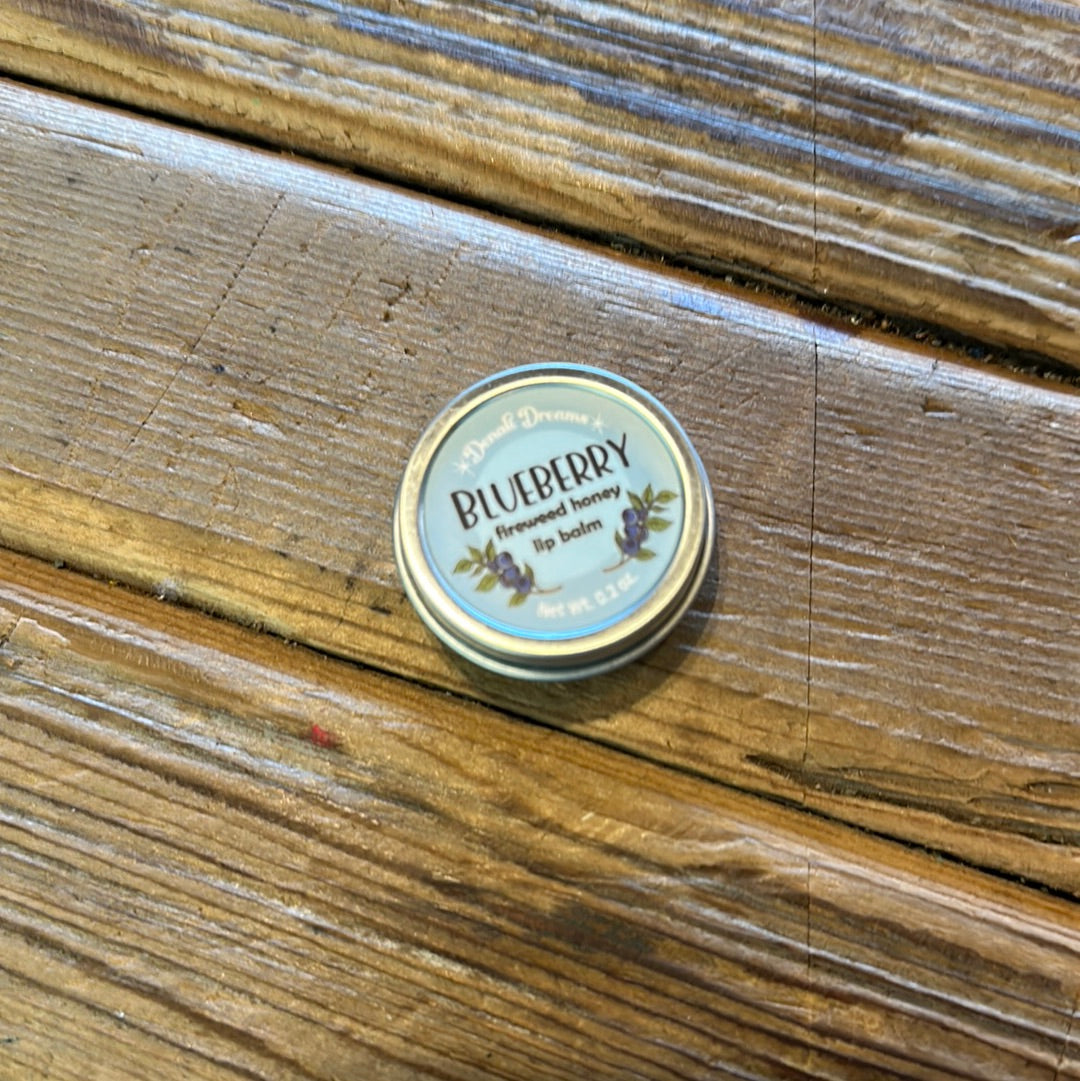 Denali Dreams
BLUEBERRY
fireweed honey
lip balm
Net Wt. 0.2 oz.